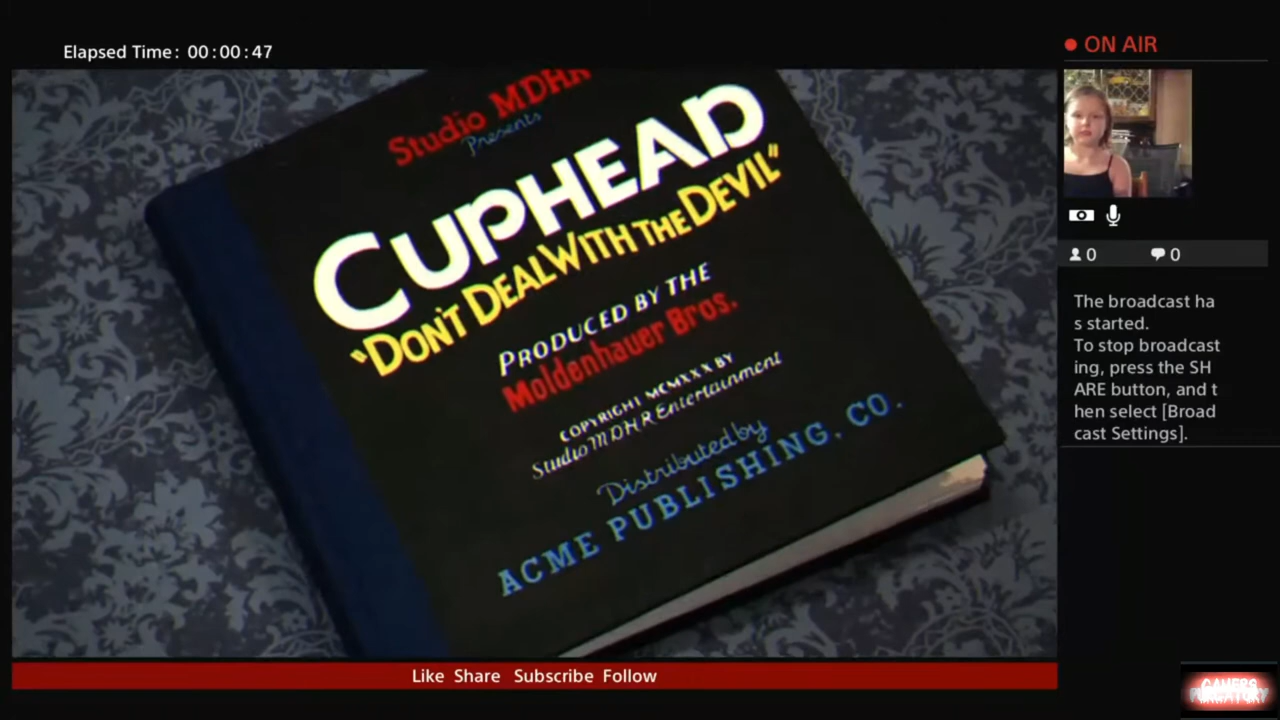 Elapsed Time: 00:00:47
ON AIR
Studio MDHR
Presents
CUPHEAD
"DON'T DEAL WITH THE DEVIL"
PRODUCED BY THE
Moldenhauer Bros.
COPYRIGHT MCMXXX BY
Studio MDHR Entertainment
Distributed by
ACME PUBLISHING. CO.
0 0
The broadcast ha
s started.
To stop broadcast
ing, press the SH
ARE button, and t
hen select [Broad
cast Settings].
Like Share Subscribe Follow
GAMERS
PURGATORY